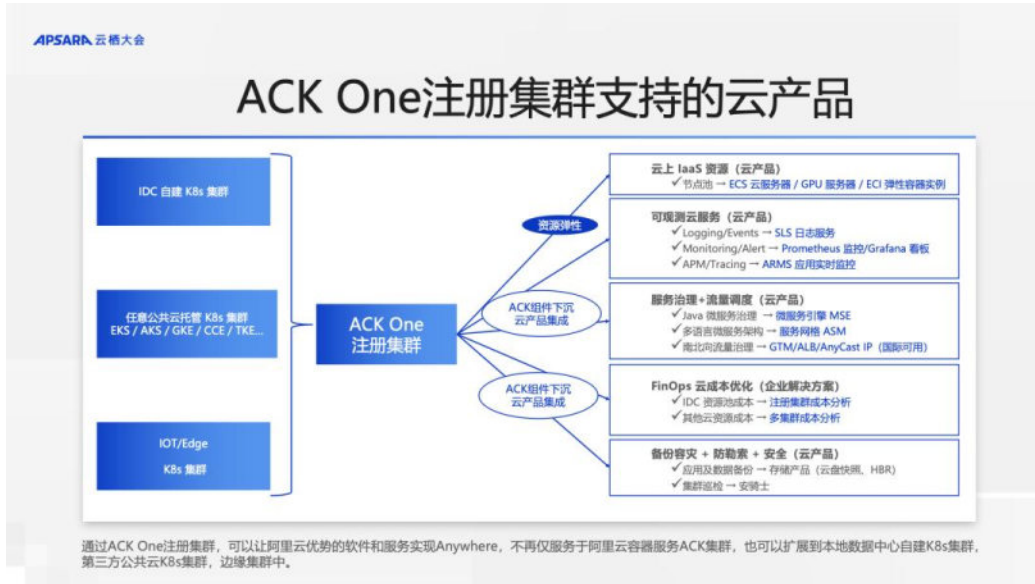 APSARA 云栖大会
ACK One注册集群支持的云产品
IDC 自建 K8s 集群
任意公共云托管 K8s 集群
EKS / AKS / GKE / CCE / TKE...
IOT/Edge
K8s 集群
ACK One
注册集群
资源弹性
ACK组件下沉
云产品集成
ACK组件下沉
云产品集成
云上 IaaS 资源（云产品）
✓节点池 → ECS 云服务器 / GPU 服务器 / ECI 弹性容器实例
可观测云服务（云产品）
✓Logging/Events → SLS 日志服务
✓Monitoring/Alert → Prometheus 监控/Grafana 看板
✓APM/Tracing → ARMS 应用实时监控
服务治理+流量调度（云产品）
✓Java 微服务治理 → 微服务引擎 MSE
✓多语言微服务架构 → 服务网格 ASM
✓南北向流量治理 → GTM/ALB/AnyCast IP（国际可用）
FinOps 云成本优化（企业解决方案）
✓IDC 资源池成本 → 注册集群成本分析
✓其他云资源成本 → 多集群成本分析
备份容灾 + 防勒索 + 安全（云产品）
✓应用及数据备份 → 存储产品（云盘快照、HBR）
✓集群巡检 → 安骑士
通过ACK One注册集群，可以让阿里云优势的软件和服务实现Anywhere，不再仅服务于阿里云容器服务ACK集群，也可以扩展到本地数据中心自建K8s集群，
第三方公共云K8s集群，边缘集群中。